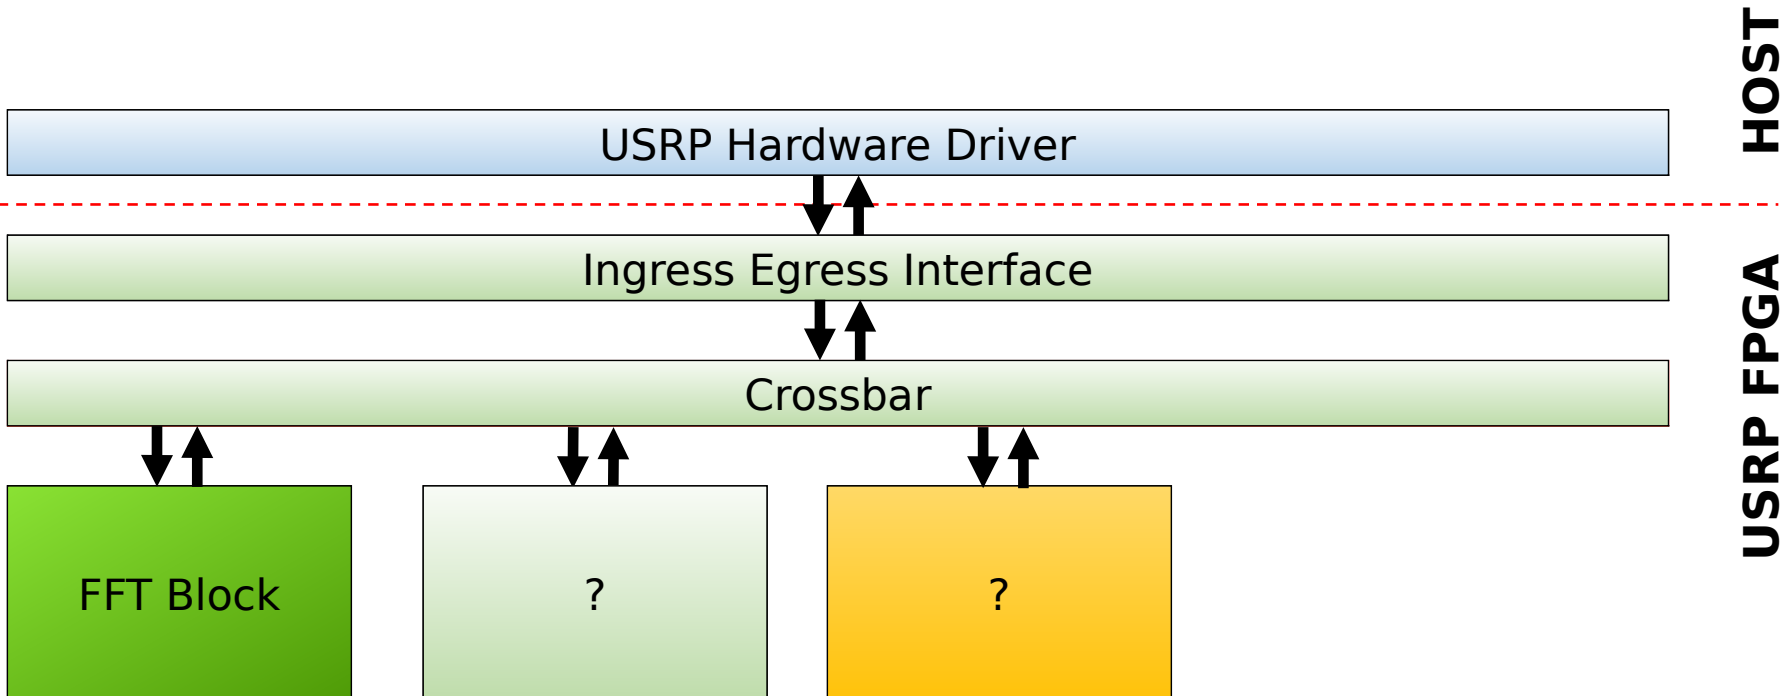 HOST
USRP Hardware Driver
Ingress Egress Interface
USRP FPGA
Crossbar
FFT Block
?
?